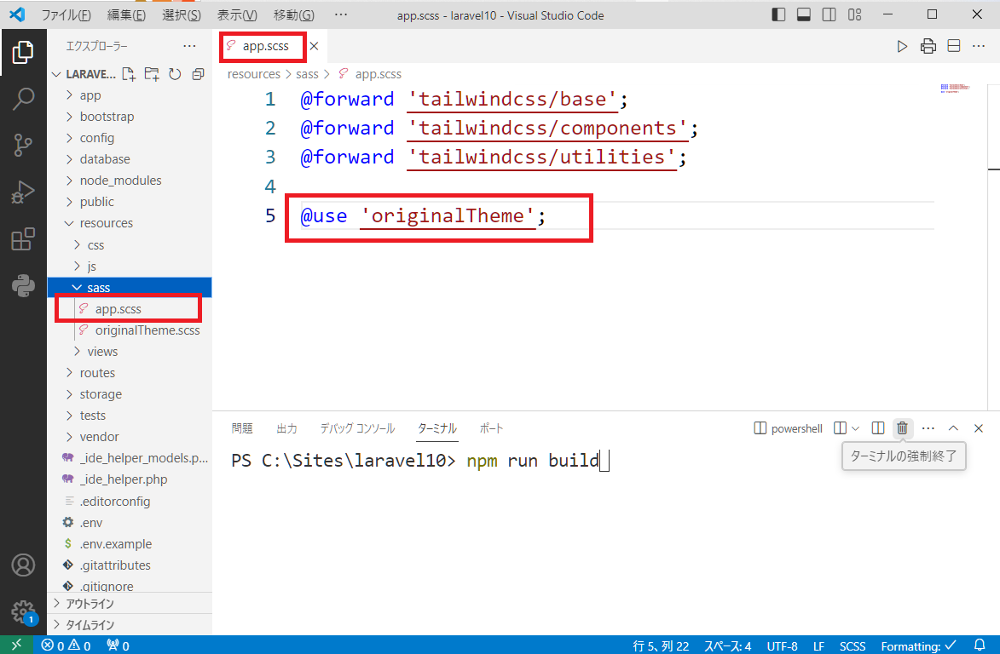 ファイル(F) 編集(E) 選択(S) 表示(V) 移動(G) ··· app.scss - laravel10 - Visual Studio Code
エクスプローラー ···
LARAVE...
app
bootstrap
config
database
node_modules
public
resources
css
js
sass
app.scss
originalTheme.scss
views
routes
storage
tests
vendor
_ide_helper_models.p...
_ide_helper.php
.editorconfig
.env
$ .env.example
.gitattributes
.gitignore
アウトライン
タイムライン
app.scss
resources > sass > app.scss
1 @forward 'tailwindcss/base';
2 @forward 'tailwindcss/components';
3 @forward 'tailwindcss/utilities';
4
5 @use 'originalTheme';
問題 出力 デバッグ コンソール ターミナル ポート powershell ···
ターミナルの強制終了
PS C:\Sites\laravel10> npm run build
1
0 0 0 行 5、列 22 スペース: 4 UTF-8 LF SCSS Formatting: ✓